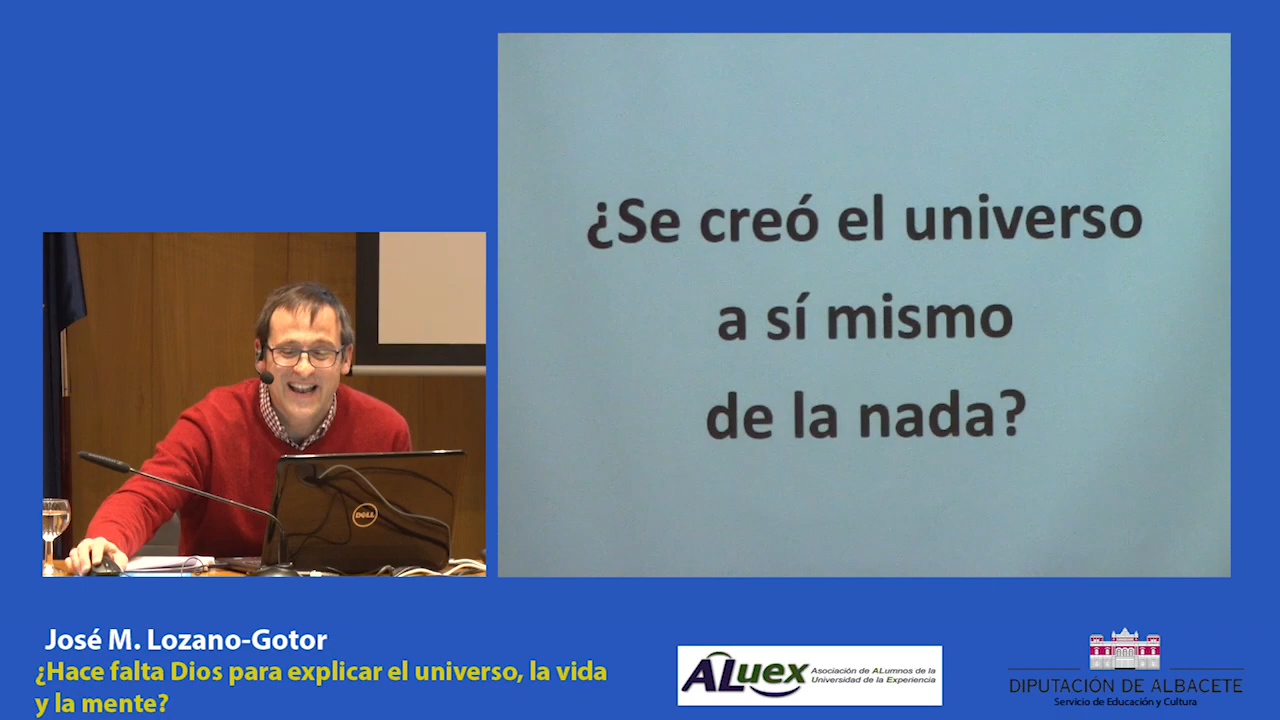 ¿Se creó el universo
a sí mismo
de la nada?
DELL
José M. Lozano-Gotor
¿Hace falta Dios para explicar el universo, la vida
y la mente?
ALuex
Asociación de ALumnos de la
Universidad de la Experiencia
DIPUTACIÓN DE ALBACETE
Servicio de Educación y Cultura